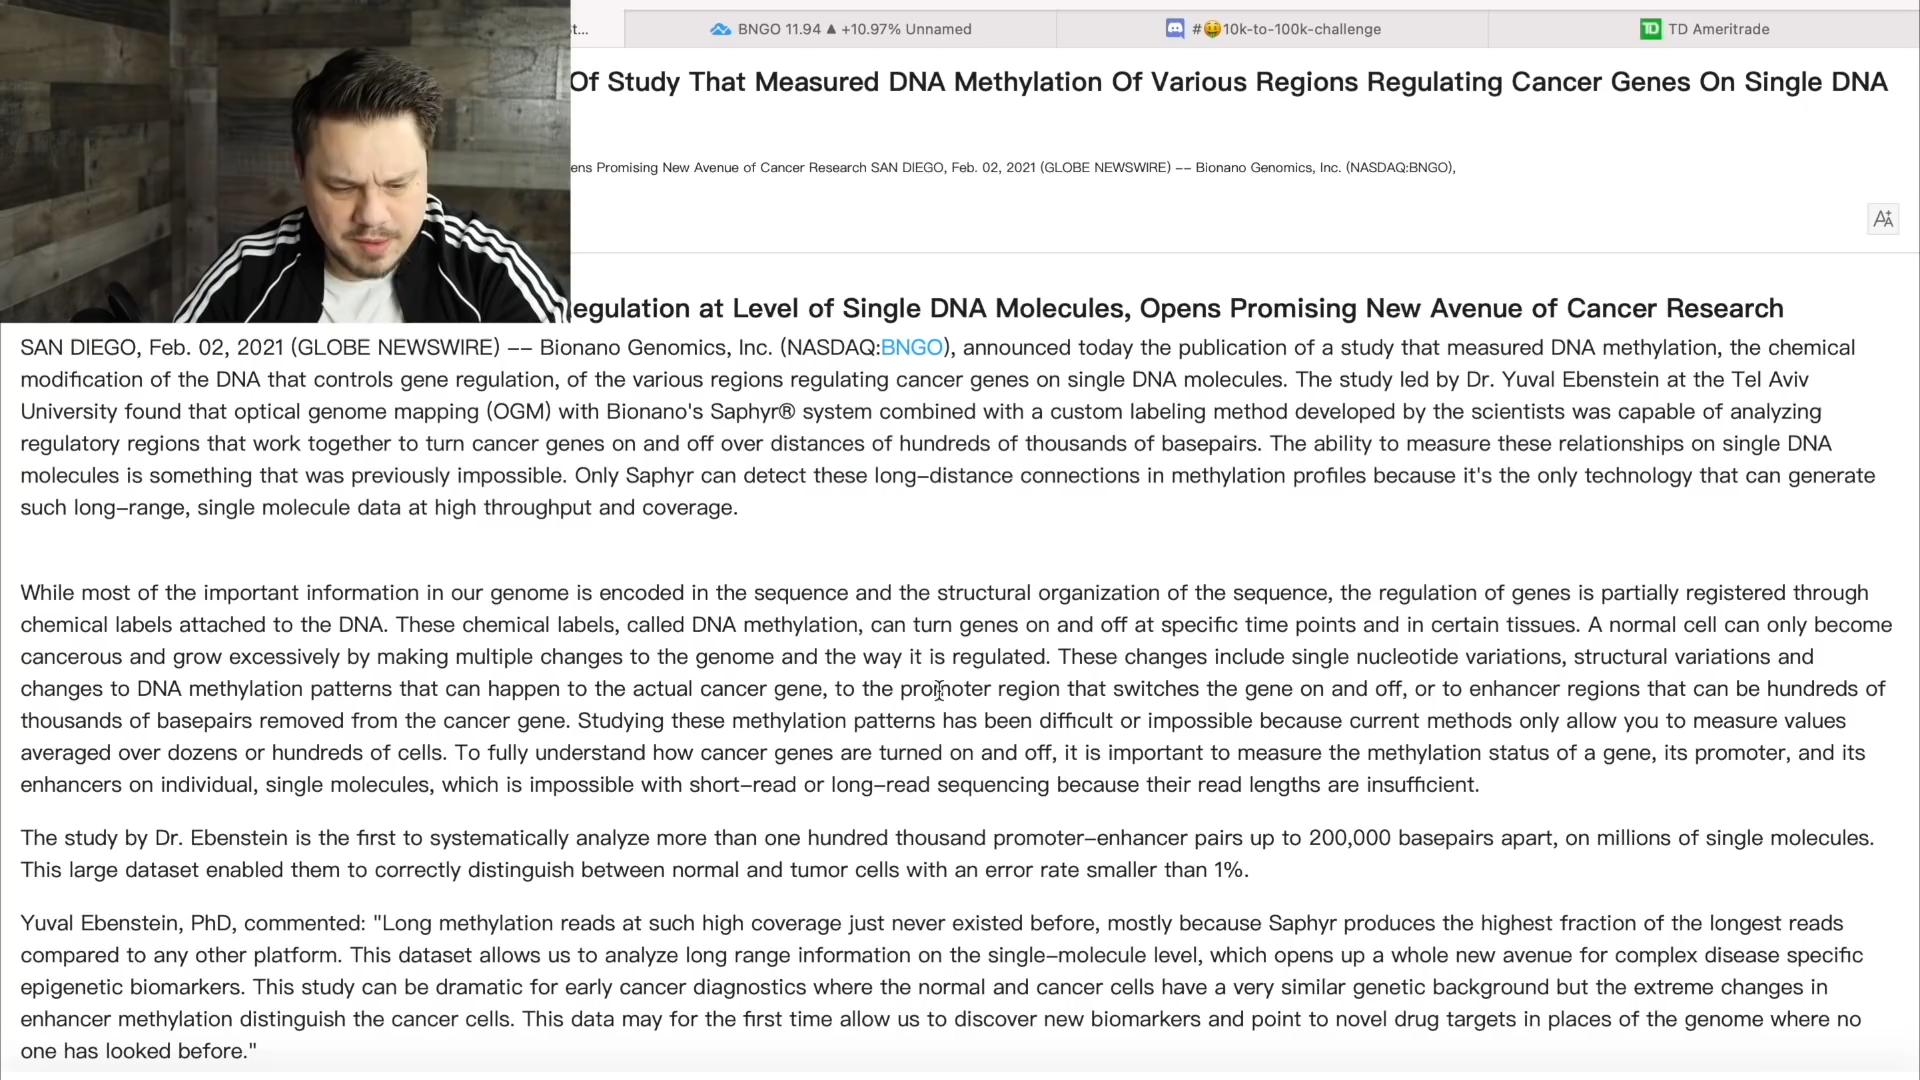 t...
BNGO 11.94 ▲ +10.97% Unnamed
#🤑10k-to-100k-challenge
TD TD Ameritrade
Of Study That Measured DNA Methylation Of Various Regions Regulating Cancer Genes On Single DNA
ens Promising New Avenue of Cancer Research SAN DIEGO, Feb. 02, 2021 (GLOBE NEWSWIRE) -- Bionano Genomics, Inc. (NASDAQ:BNGO),
egulation at Level of Single DNA Molecules, Opens Promising New Avenue of Cancer Research
SAN DIEGO, Feb. 02, 2021 (GLOBE NEWSWIRE) -- Bionano Genomics, Inc. (NASDAQ:BNGO), announced today the publication of a study that measured DNA methylation, the chemical
modification of the DNA that controls gene regulation, of the various regions regulating cancer genes on single DNA molecules. The study led by Dr. Yuval Ebenstein at the Tel Aviv
University found that optical genome mapping (OGM) with Bionano's Saphyr® system combined with a custom labeling method developed by the scientists was capable of analyzing
regulatory regions that work together to turn cancer genes on and off over distances of hundreds of thousands of basepairs. The ability to measure these relationships on single DNA
molecules is something that was previously impossible. Only Saphyr can detect these long-distance connections in methylation profiles because it's the only technology that can generate
such long-range, single molecule data at high throughput and coverage.
While most of the important information in our genome is encoded in the sequence and the structural organization of the sequence, the regulation of genes is partially registered through
chemical labels attached to the DNA. These chemical labels, called DNA methylation, can turn genes on and off at specific time points and in certain tissues. A normal cell can only become
cancerous and grow excessively by making multiple changes to the genome and the way it is regulated. These changes include single nucleotide variations, structural variations and
changes to DNA methylation patterns that can happen to the actual cancer gene, to the promoter region that switches the gene on and off, or to enhancer regions that can be hundreds of
thousands of basepairs removed from the cancer gene. Studying these methylation patterns has been difficult or impossible because current methods only allow you to measure values
averaged over dozens or hundreds of cells. To fully understand how cancer genes are turned on and off, it is important to measure the methylation status of a gene, its promoter, and its
enhancers on individual, single molecules, which is impossible with short-read or long-read sequencing because their read lengths are insufficient.
The study by Dr. Ebenstein is the first to systematically analyze more than one hundred thousand promoter-enhancer pairs up to 200,000 basepairs apart, on millions of single molecules.
This large dataset enabled them to correctly distinguish between normal and tumor cells with an error rate smaller than 1%.
Yuval Ebenstein, PhD, commented: "Long methylation reads at such high coverage just never existed before, mostly because Saphyr produces the highest fraction of the longest reads
compared to any other platform. This dataset allows us to analyze long range information on the single-molecule level, which opens up a whole new avenue for complex disease specific
epigenetic biomarkers. This study can be dramatic for early cancer diagnostics where the normal and cancer cells have a very similar genetic background but the extreme changes in
enhancer methylation distinguish the cancer cells. This data may for the first time allow us to discover new biomarkers and point to novel drug targets in places of the genome where no
one has looked before."